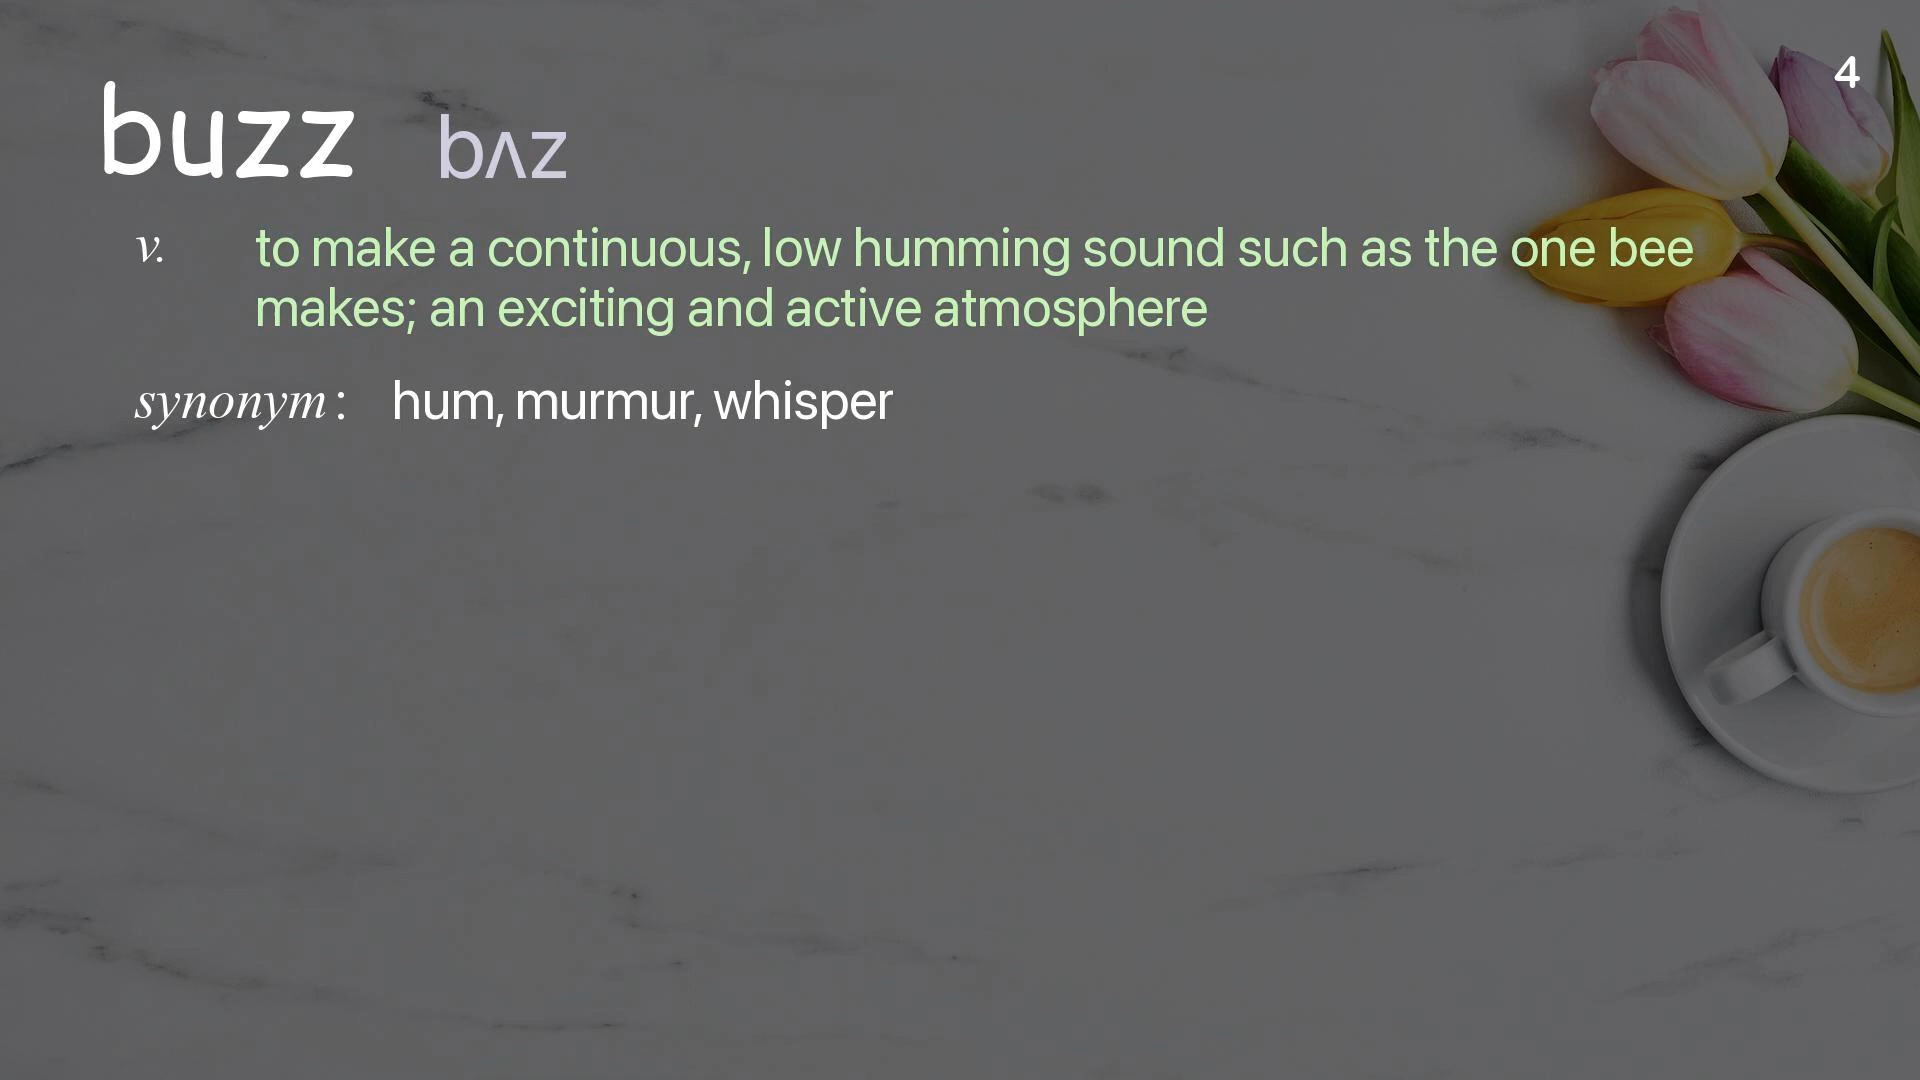 4
buzz bʌz
v. to make a continuous, low humming sound such as the one bee
makes; an exciting and active atmosphere
synonym : hum, murmur, whisper